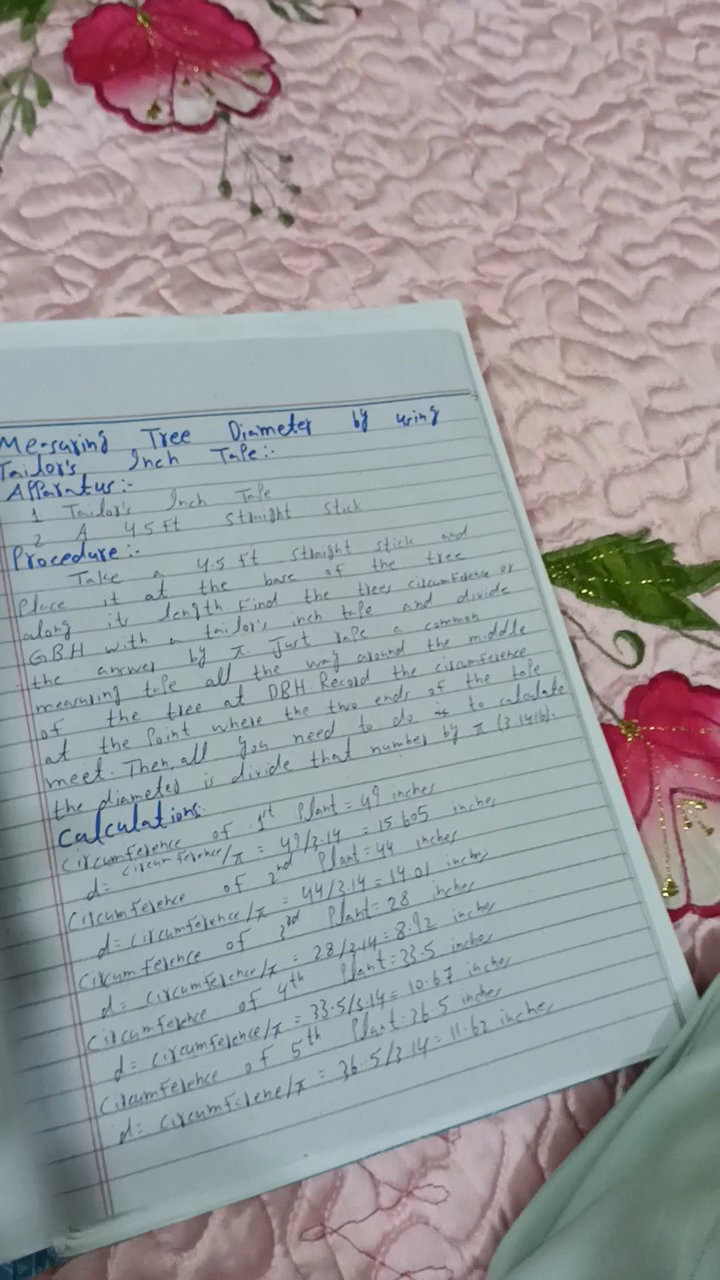 Measuring Tree Diameter by using
Tailor's Inch Tape:-
Apparatus:-
1 Tailor's Inch Tape
2 A 4.5 ft straight stick
Procedure:-
Take a 4.5 ft straight stick and
Place it at the base of the tree
along it length Find the trees circumference or
GBH with a tailor's inch tape and divide
the answer by π. Just tape a common
measuring tape all the way around the middle
of the tree at DBH. Record the circumference
at the Point where the two ends of the tape
meet. Then, all you need to do is to calculate
the diameter is divide that number by π (3.1416).
Calculations:
Circumference of 1st Plant = 49 inches
d= circumference/π = 49/3.14 = 15.605 inches
Circumference of 2nd Plant = 44 inches
d= circumference/π = 44/3.14 = 14.01 inches
Circumference of 3rd Plant = 28 inches
d= circumference/π = 28/3.14 = 8.92 inches
Circumference of 4th Plant = 33.5 inches
d= circumference/π = 33.5/3.14 = 10.67 inches
Circumference of 5th Plant = 36.5 inches
d= circumference/π = 36.5/3.14 = 11.62 inches